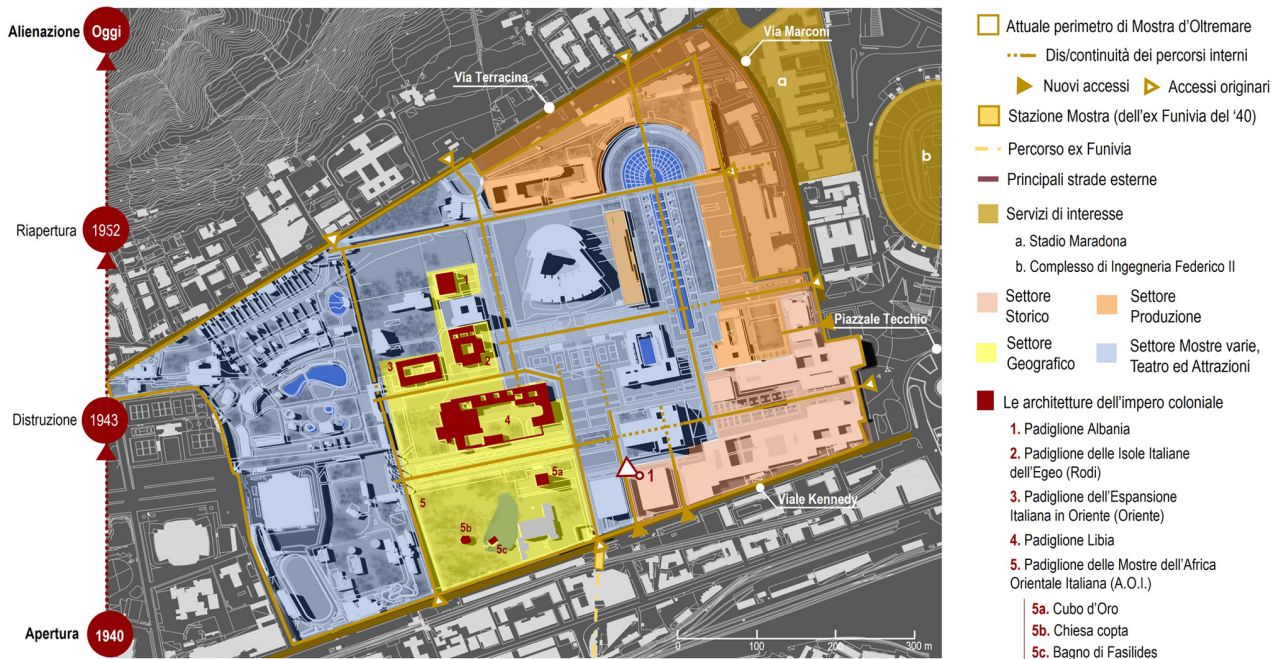 Alienazione
Oggi
Riapertura
1952
Distruzione
1943
Apertura
1940
Via Terracina
Via Marconi
a
b
Piazzale Tecchio
Viale Kennedy
1
2
3
4
5
5a
5b
5c
1
0
100
200
300 m
Attuale perimetro di Mostra d’Oltremare
Dis/continuità dei percorsi interni
Nuovi accessi
Accessi originari
Stazione Mostra (dell’ex Funivia del ‘40)
Percorso ex Funivia
Principali strade esterne
Servizi di interesse
a. Stadio Maradona
b. Complesso di Ingegneria Federico II
Settore
Storico
Settore
Produzione
Settore
Geografico
Settore Mostre varie,
Teatro ed Attrazioni
Le architetture dell’impero coloniale
1. Padiglione Albania
2. Padiglione delle Isole Italiane
dell’Egeo (Rodi)
3. Padiglione dell’Espansione
Italiana in Oriente (Oriente)
4. Padiglione Libia
5. Padiglione delle Mostre dell’Africa
Orientale Italiana (A.O.I.)
5a. Cubo d’Oro
5b. Chiesa copta
5c. Bagno di Fasilides